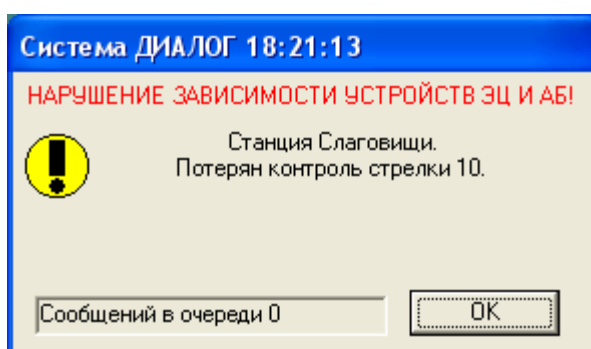 Система ДИАЛОГ 18:21:13
НАРУШЕНИЕ ЗАВИСИМОСТИ УСТРОЙСТВ ЭЦ И АБ!
Станция Слаговищи.
Потерян контроль стрелки 10.
Сообщений в очереди 0
OK